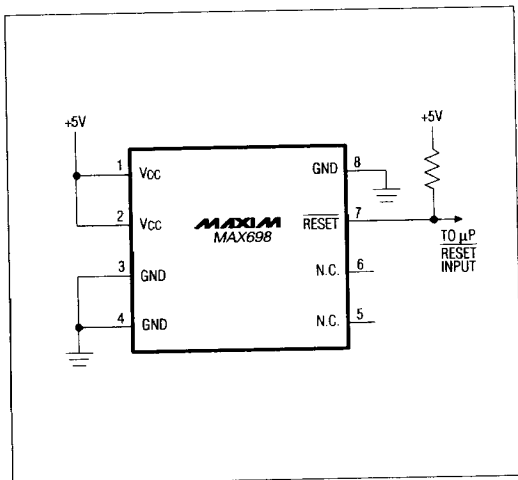 +5V
+5V
1
VCC
GND
8
2
VCC
MAXIM
MAX698
RESET
7
TO μP
RESET
INPUT
3
GND
N.C.
6
4
GND
N.C.
5